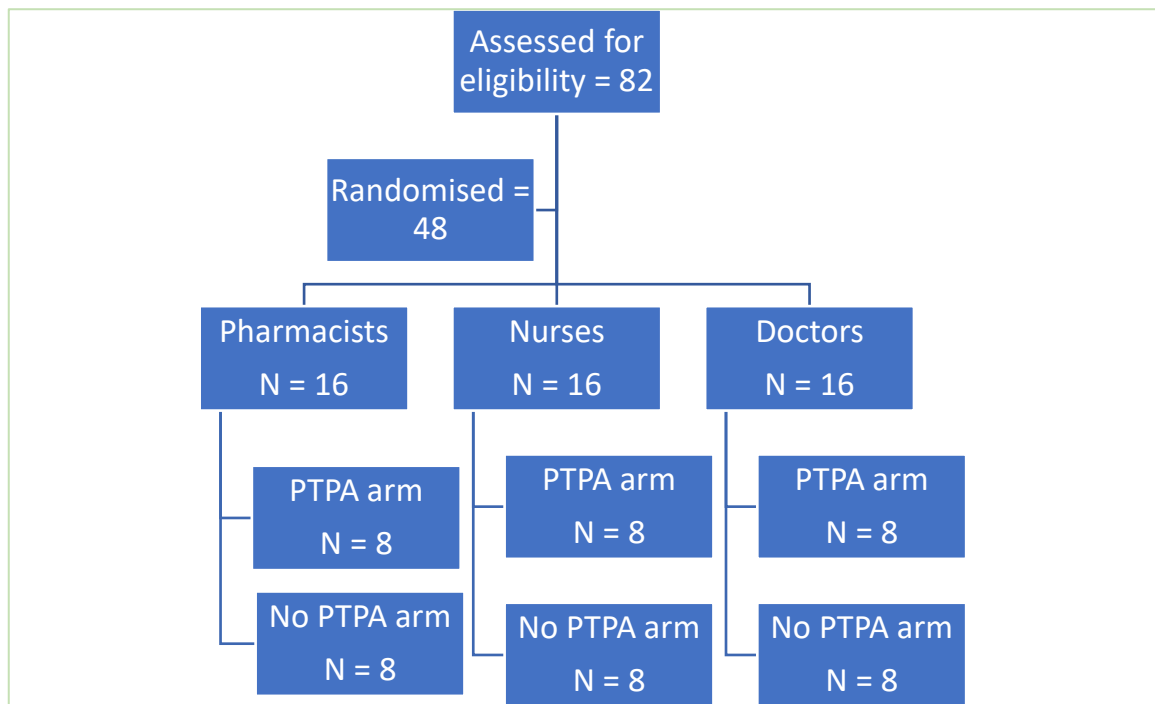 Assessed for
eligibility = 82
Randomised =
48
Pharmacists
N = 16
Nurses
N = 16
Doctors
N = 16
PTPA arm
N = 8
PTPA arm
N = 8
PTPA arm
N = 8
No PTPA arm
N = 8
No PTPA arm
N = 8
No PTPA arm
N = 8